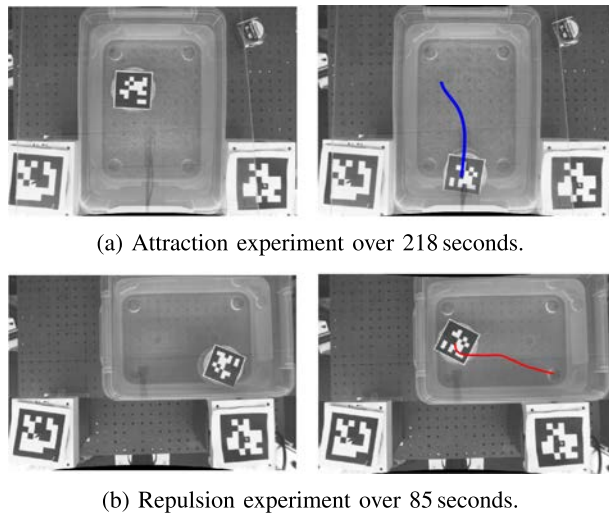 (a) Attraction experiment over 218 seconds.
(b) Repulsion experiment over 85 seconds.